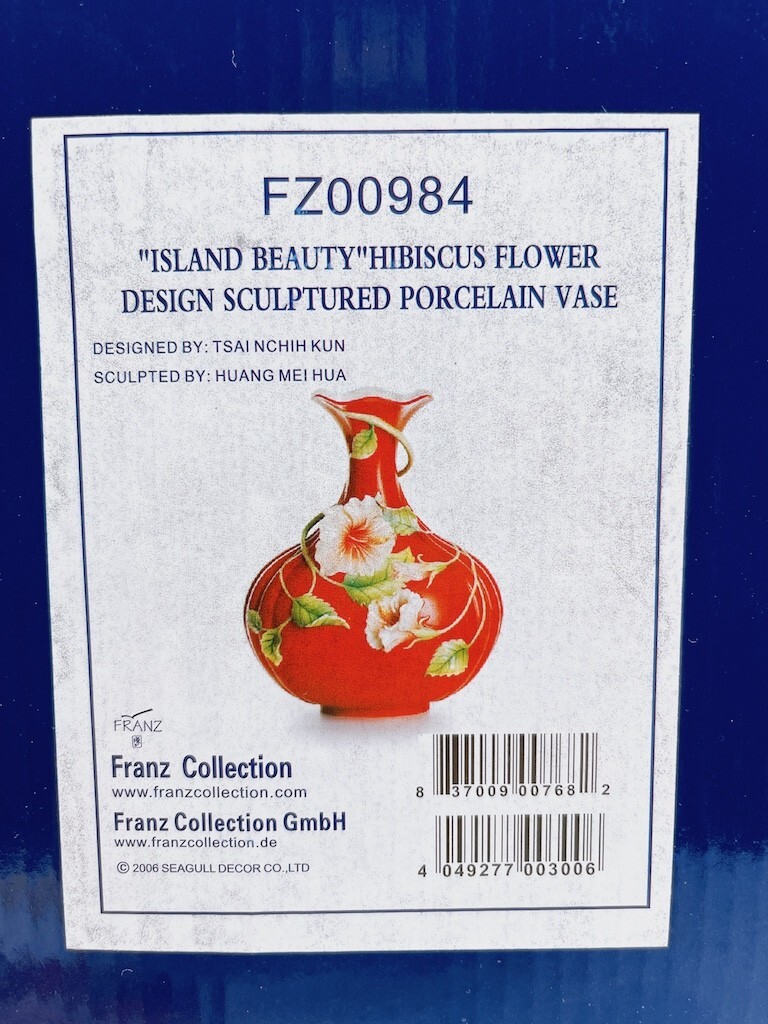 FZ00984
"ISLAND BEAUTY"HIBISCUS FLOWER
DESIGN SCULPTURED PORCELAIN VASE
DESIGNED BY: TSAI NCHIH KUN
SCULPTED BY: HUANG MEI HUA
FRANZ
Franz Collection
www.franzcollection.com
Franz Collection GmbH
www.franzcollection.de
© 2006 SEAGULL DECOR CO.,LTD
8 37009 00768 2
4 049277 003006